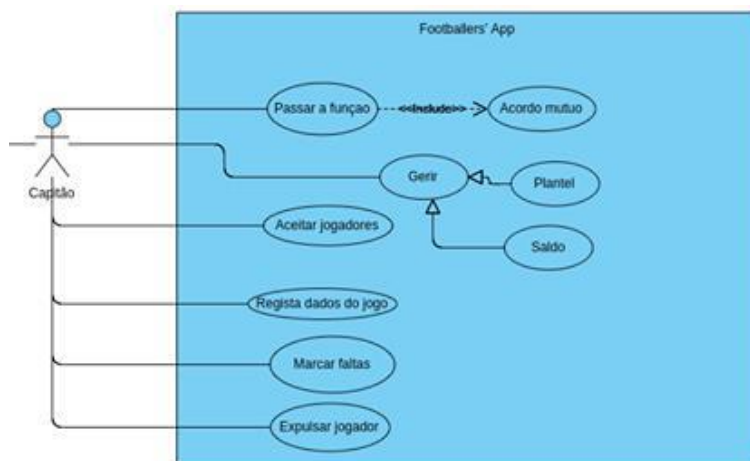 Footballers' App
Passar a funçao
<<Include>>
Acordo mutuo
Capitão
Gerir
Plantel
Aceitar jogadores
Saldo
Regista dados do jogo
Marcar faltas
Expulsar jogador